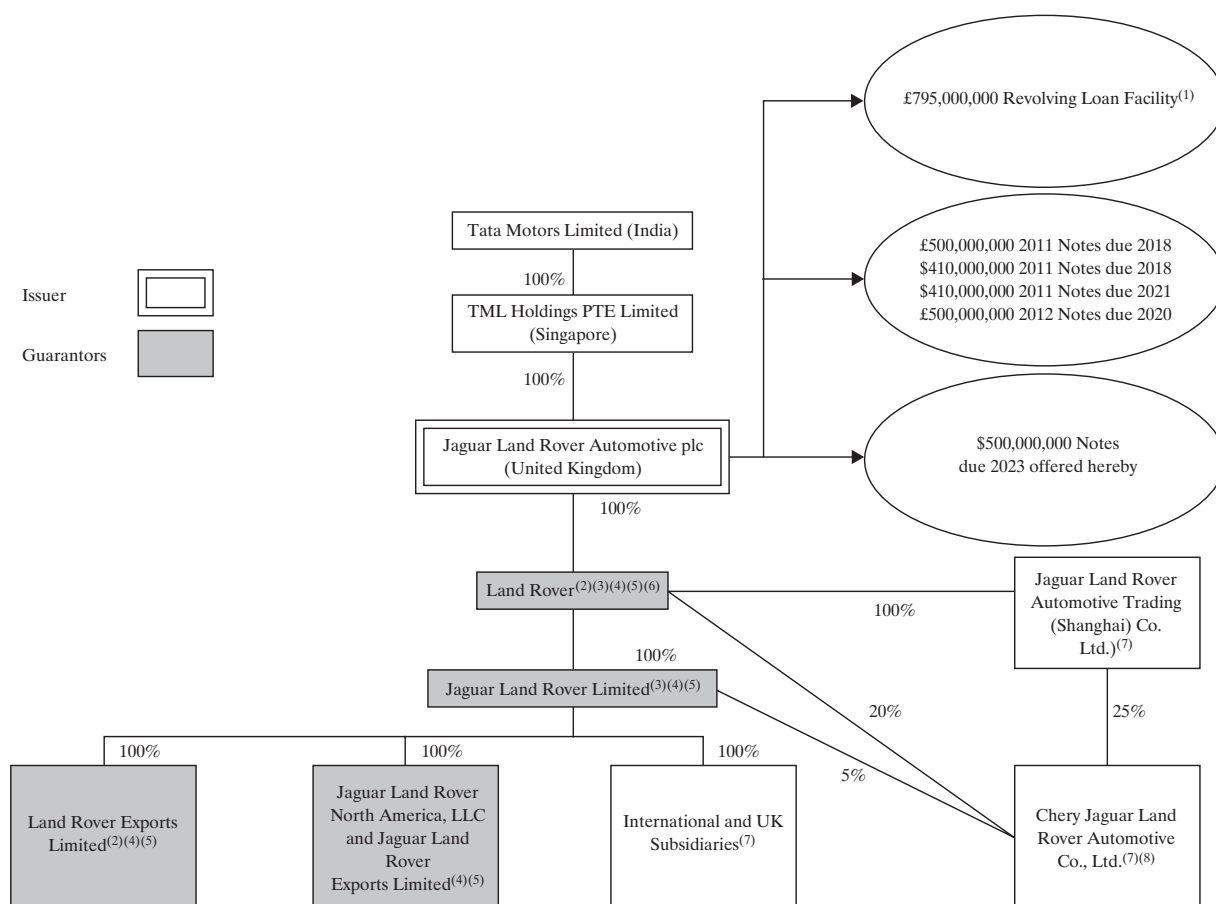 £795,000,000 Revolving Loan Facility(1)
Tata Motors Limited (India)
100%
£500,000,000 2011 Notes due 2018
$410,000,000 2011 Notes due 2018
$410,000,000 2011 Notes due 2021
£500,000,000 2012 Notes due 2020
Issuer
TML Holdings PTE Limited
(Singapore)
Guarantors
100%
Jaguar Land Rover Automotive plc
(United Kingdom)
$500,000,000 Notes
due 2023 offered hereby
100%
Land Rover(2)(3)(4)(5)(6)
100%
Jaguar Land Rover
Automotive Trading
(Shanghai) Co.
Ltd.)(7)
100%
Jaguar Land Rover Limited(3)(4)(5)
20%
25%
5%
100%
100%
100%
Land Rover Exports
Limited(2)(4)(5)
Jaguar Land Rover
North America, LLC
and Jaguar Land
Rover
Exports Limited(4)(5)
International and UK
Subsidiaries(7)
Chery Jaguar Land
Rover Automotive
Co., Ltd.(7)(8)